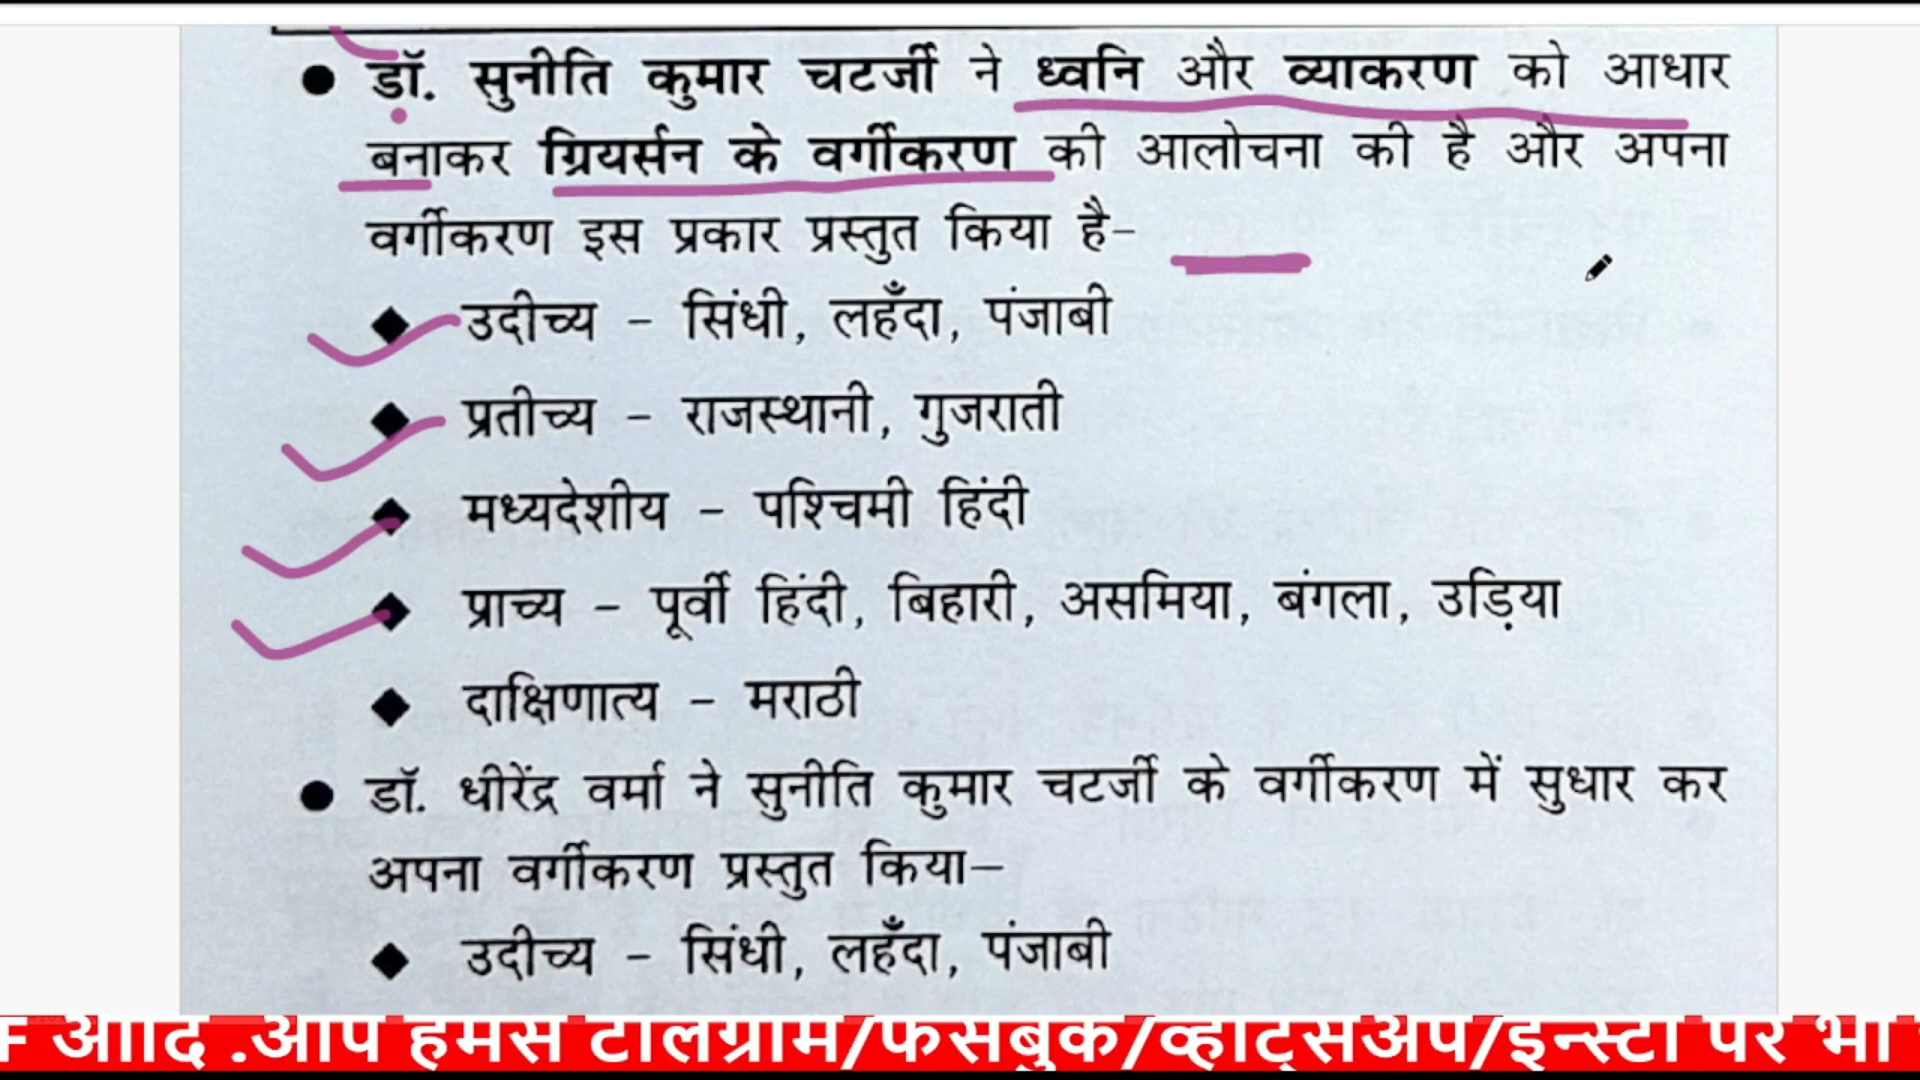 ● डॉ. सुनीति कुमार चटर्जी ने ध्वनि और व्याकरण को आधार
बनाकर ग्रियर्सन के वर्गीकरण की आलोचना की है और अपना
वर्गीकरण इस प्रकार प्रस्तुत किया है–
◆ उदीच्य – सिंधी, लहँदा, पंजाबी
◆ प्रतीच्य – राजस्थानी, गुजराती
◆ मध्यदेशीय – पश्चिमी हिंदी
◆ प्राच्य – पूर्वी हिंदी, बिहारी, असमिया, बंगला, उड़िया
◆ दाक्षिणात्य – मराठी
● डॉ. धीरेंद्र वर्मा ने सुनीति कुमार चटर्जी के वर्गीकरण में सुधार कर
अपना वर्गीकरण प्रस्तुत किया–
◆ उदीच्य – सिंधी, लहँदा, पंजाबी
F आदि .आप हमसे टेलीग्राम/फेसबुक/व्हाट्सअप/इन्स्टा पर भी